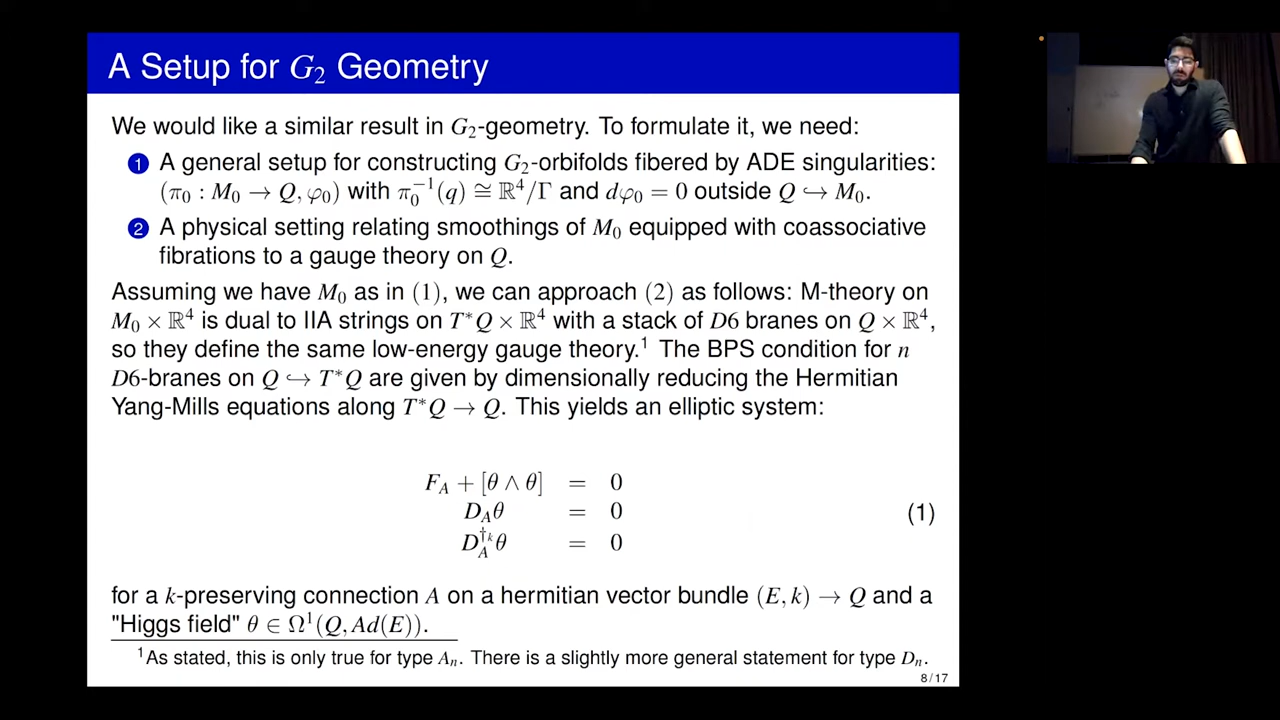 A Setup for G₂ Geometry
We would like a similar result in G₂-geometry. To formulate it, we need:
1 A general setup for constructing G₂-orbifolds fibered by ADE singularities:
(π₀ : M₀ → Q, φ₀) with π₀⁻¹(q) ≅ ℝ⁴/Γ and dφ₀ = 0 outside Q ↪ M₀.
2 A physical setting relating smoothings of M₀ equipped with coassociative
fibrations to a gauge theory on Q.
Assuming we have M₀ as in (1), we can approach (2) as follows: M-theory on
M₀ × ℝ⁴ is dual to IIA strings on T*Q × ℝ⁴ with a stack of D6 branes on Q × ℝ⁴,
so they define the same low-energy gauge theory.¹ The BPS condition for n
D6-branes on Q ↪ T*Q are given by dimensionally reducing the Hermitian
Yang-Mills equations along T*Q → Q. This yields an elliptic system:
F_A + [θ ∧ θ] = 0
D_Aθ = 0 (1)
D_A^{†ₖ}θ = 0
for a k-preserving connection A on a hermitian vector bundle (E, k) → Q and a
"Higgs field" θ ∈ Ω¹(Q, Ad(E)).
¹As stated, this is only true for type Aₙ. There is a slightly more general statement for type Dₙ.
8 / 17